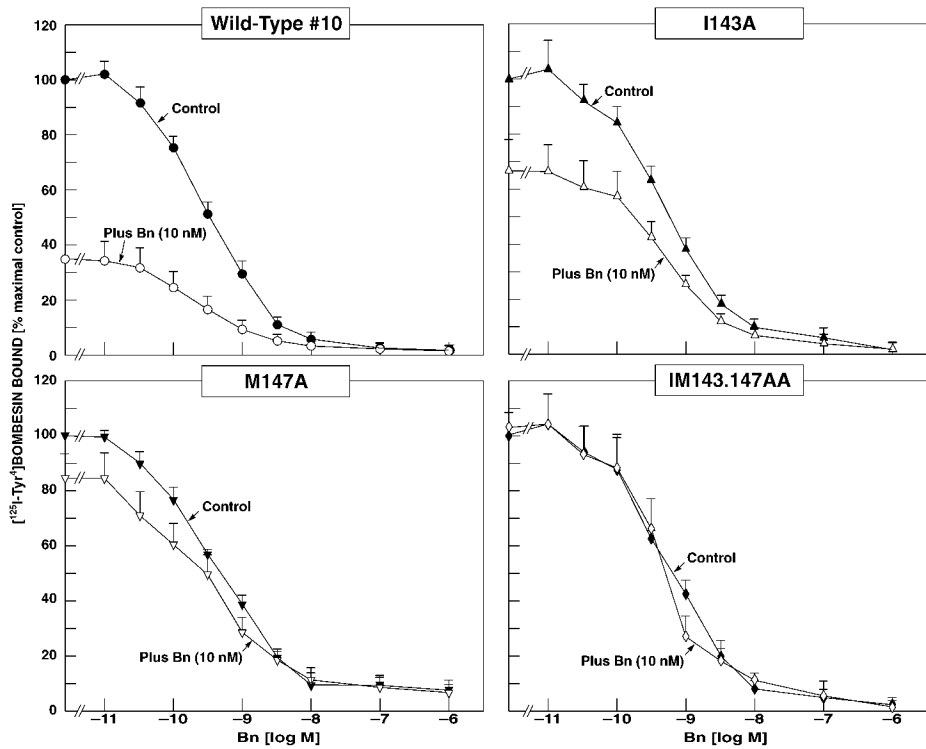 Wild-Type #10
I143A
120
100
80
60
40
20
0
Control
Plus Bn (10 nM)
Control
Plus Bn (10 nM)
[¹²⁵I-Tyr⁴]BOMBESIN BOUND [% maximal control]
M147A
IM143.147AA
120
100
80
60
40
20
0
Control
Plus Bn (10 nM)
Control
Plus Bn (10 nM)
−11 −10 −9 −8 −7 −6
−11 −10 −9 −8 −7 −6
Bn [log M]
Bn [log M]